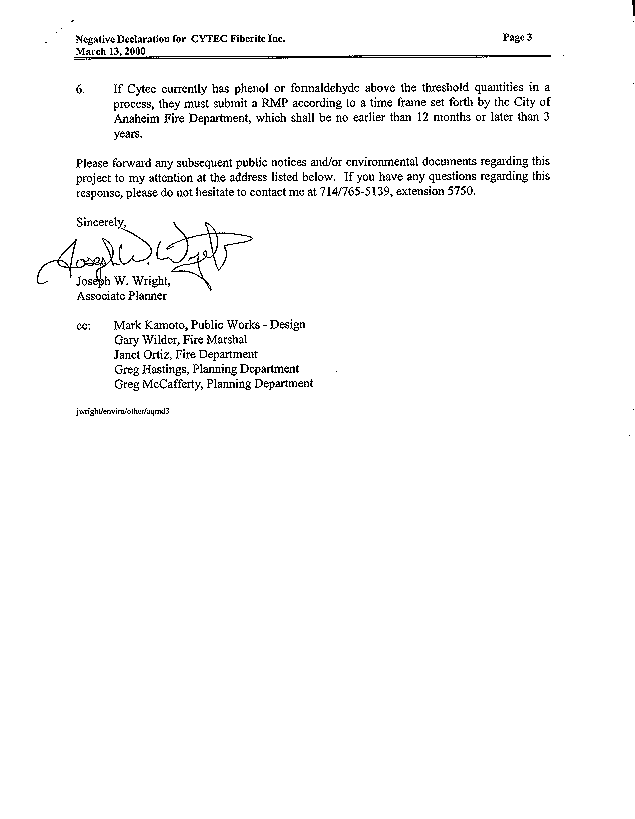 Negative Declaration for CYTEC Fiberite Inc. Page 3
March 13, 2000
6. If Cytec currently has phenol or formaldehyde above the threshold quantities in a
process, they must submit a RMP according to a time frame set forth by the City of
Anaheim Fire Department, which shall be no earlier than 12 months or later than 3
years.
Please forward any subsequent public notices and/or environmental documents regarding this
project to my attention at the address listed below. If you have any questions regarding this
response, please do not hesitate to contact me at 714/765-5139, extension 5750.
Sincerely,
Joseph W. Wright
Joseph W. Wright,
Associate Planner
cc: Mark Kamoto, Public Works - Design
Gary Wilder, Fire Marshal
Janet Ortiz, Fire Department
Greg Hastings, Planning Department
Greg McCafferty, Planning Department
jwright/enviro/other/aqmd3